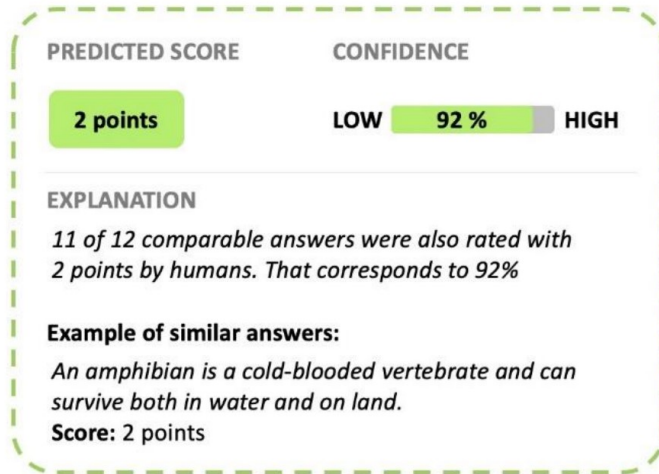 PREDICTED SCORE CONFIDENCE
2 points LOW 92 % HIGH
EXPLANATION
11 of 12 comparable answers were also rated with
2 points by humans. That corresponds to 92%
Example of similar answers:
An amphibian is a cold-blooded vertebrate and can
survive both in water and on land.
Score: 2 points